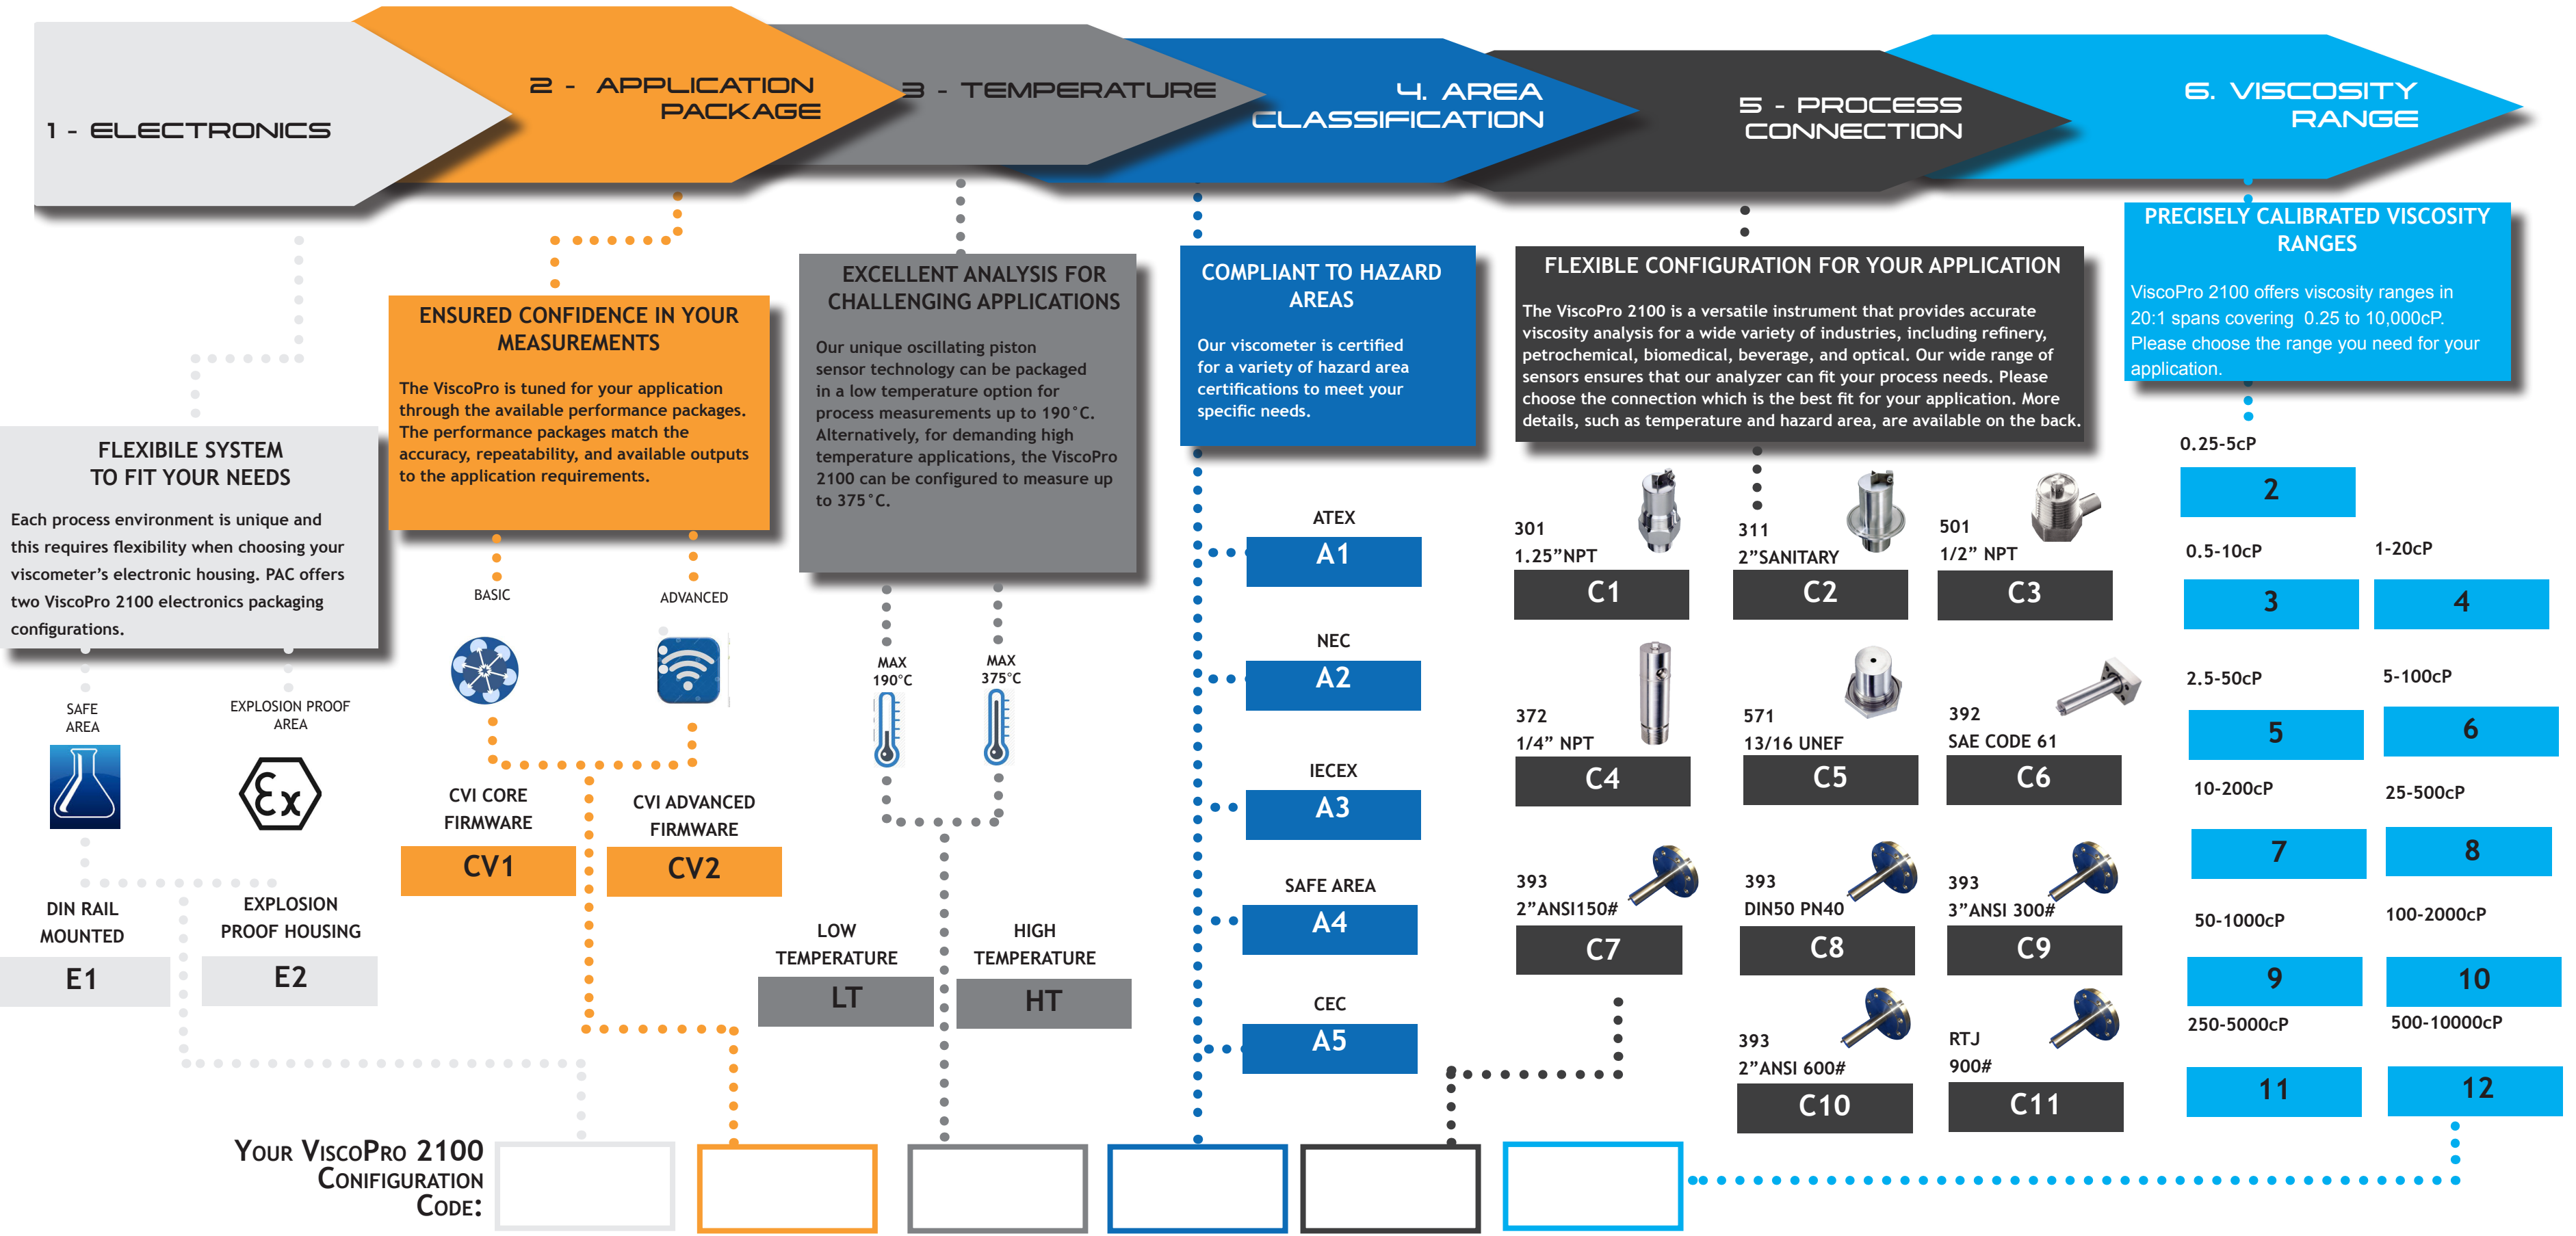 1 - ELECTRONICS
2 - APPLICATION
PACKAGE
3 - TEMPERATURE
4. AREA
CLASSIFICATION
5 - PROCESS
CONNECTION
6. VISCOSITY
RANGE
FLEXIBILE SYSTEM
TO FIT YOUR NEEDS
Each process environment is unique and
this requires flexibility when choosing your
viscometer’s electronic housing. PAC offers
two ViscoPro 2100 electronics packaging
configurations.
SAFE
AREA
EXPLOSION PROOF
AREA
Ex
DIN RAIL
MOUNTED
E1
EXPLOSION
PROOF HOUSING
E2
ENSURED CONFIDENCE IN YOUR
MEASUREMENTS
The ViscoPro is tuned for your application
through the available performance packages.
The performance packages match the
accuracy, repeatability, and available outputs
to the application requirements.
BASIC
ADVANCED
CVI CORE
FIRMWARE
CV1
CVI ADVANCED
FIRMWARE
CV2
EXCELLENT ANALYSIS FOR
CHALLENGING APPLICATIONS
Our unique oscillating piston
sensor technology can be packaged
in a low temperature option for
process measurements up to 190°C.
Alternatively, for demanding high
temperature applications, the ViscoPro
2100 can be configured to measure up
to 375°C.
MAX
190°C
MAX
375°C
LOW
TEMPERATURE
LT
HIGH
TEMPERATURE
HT
COMPLIANT TO HAZARD
AREAS
Our viscometer is certified
for a variety of hazard area
certifications to meet your
specific needs.
ATEX
A1
NEC
A2
IECEX
A3
SAFE AREA
A4
CEC
A5
FLEXIBLE CONFIGURATION FOR YOUR APPLICATION
The ViscoPro 2100 is a versatile instrument that provides accurate
viscosity analysis for a wide variety of industries, including refinery,
petrochemical, biomedical, beverage, and optical. Our wide range of
sensors ensures that our analyzer can fit your process needs. Please
choose the connection which is the best fit for your application. More
details, such as temperature and hazard area, are available on the back.
301
1.25”NPT
C1
311
2”SANITARY
C2
501
1/2” NPT
C3
372
1/4” NPT
C4
571
13/16 UNEF
C5
392
SAE CODE 61
C6
393
2”ANSI150#
C7
393
DIN50 PN40
C8
393
3”ANSI 300#
C9
393
2”ANSI 600#
C10
RTJ
900#
C11
PRECISELY CALIBRATED VISCOSITY
RANGES
ViscoPro 2100 offers viscosity ranges in
20:1 spans covering 0.25 to 10,000cP.
Please choose the range you need for your
application.
0.25-5cP
2
0.5-10cP
3
1-20cP
4
2.5-50cP
5
5-100cP
6
10-200cP
7
25-500cP
8
50-1000cP
9
100-2000cP
10
250-5000cP
11
500-10000cP
12
YOUR VISCOPRO 2100
CONIFIGURATION
CODE: